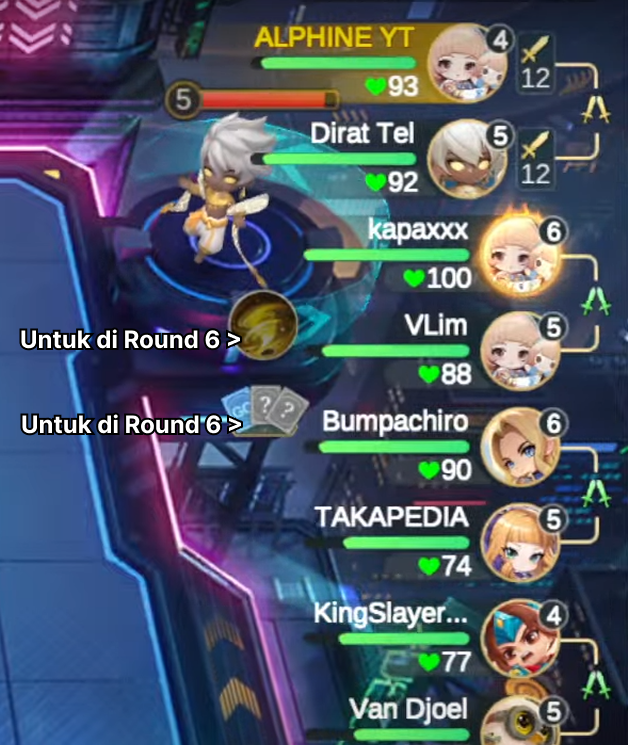 ALPHINE YT 4
93
12
5
Dirat Tel 5
92
12
kapaxxx 6
100
Untuk di Round 6 >
VLim 5
88
Untuk di Round 6 >
GO ? ?
Bumpachiro 6
90
TAKAPEDIA 5
74
KingSlayer... 4
77
Van Djoel 5